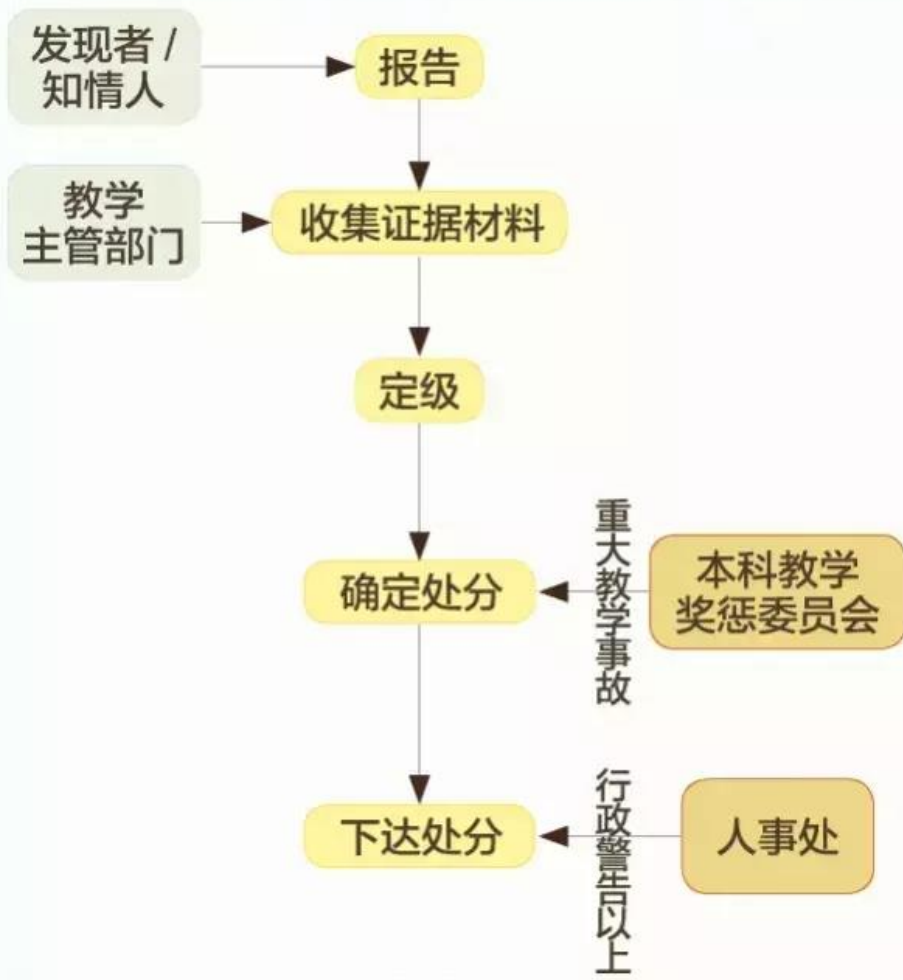 发现者 /
知情人
报告
教学
主管部门
收集证据材料
定级
确定处分
重大教学事故
本科教学
奖惩委员会
下达处分
行政警告以上
人事处